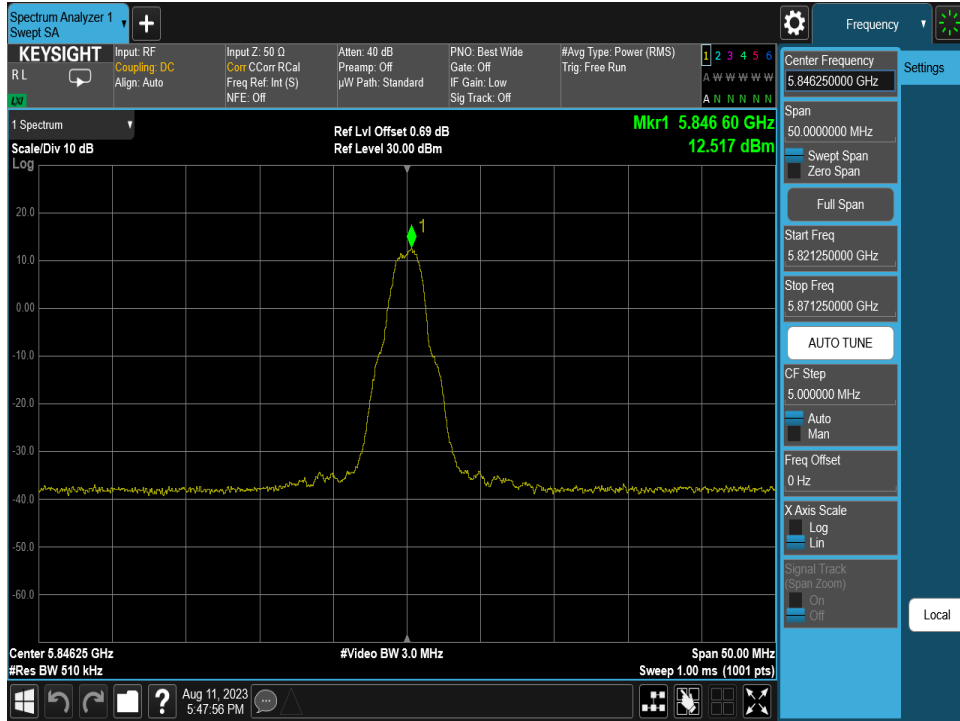 Spectrum Analyzer 1
Swept SA
+
Frequency
KEYSIGHT
R L
LXI
Input: RF
Coupling: DC
Align: Auto
Input Z: 50 Ω
Corr CCorr RCal
Freq Ref: Int (S)
NFE: Off
Atten: 40 dB
Preamp: Off
µW Path: Standard
PNO: Best Wide
Gate: Off
IF Gain: Low
Sig Track: Off
#Avg Type: Power (RMS)
Trig: Free Run
1 2 3 4 5 6
A W W W W W
A N N N N N
1 Spectrum
Scale/Div 10 dB
Log
Ref Lvl Offset 0.69 dB
Ref Level 30.00 dBm
Mkr1 5.846 60 GHz
12.517 dBm
1
20.0
10.0
0.00
-10.0
-20.0
-30.0
-40.0
-50.0
-60.0
Center 5.84625 GHz
#Res BW 510 kHz
#Video BW 3.0 MHz
Span 50.00 MHz
Sweep 1.00 ms (1001 pts)
Center Frequency
5.846250000 GHz
Settings
Span
50.0000000 MHz
Swept Span
Zero Span
Full Span
Start Freq
5.821250000 GHz
Stop Freq
5.871250000 GHz
AUTO TUNE
CF Step
5.000000 MHz
Auto
Man
Freq Offset
0 Hz
X Axis Scale
Log
Lin
Signal Track
(Span Zoom)
On
Off
Local
?
Aug 11, 2023
5:47:56 PM